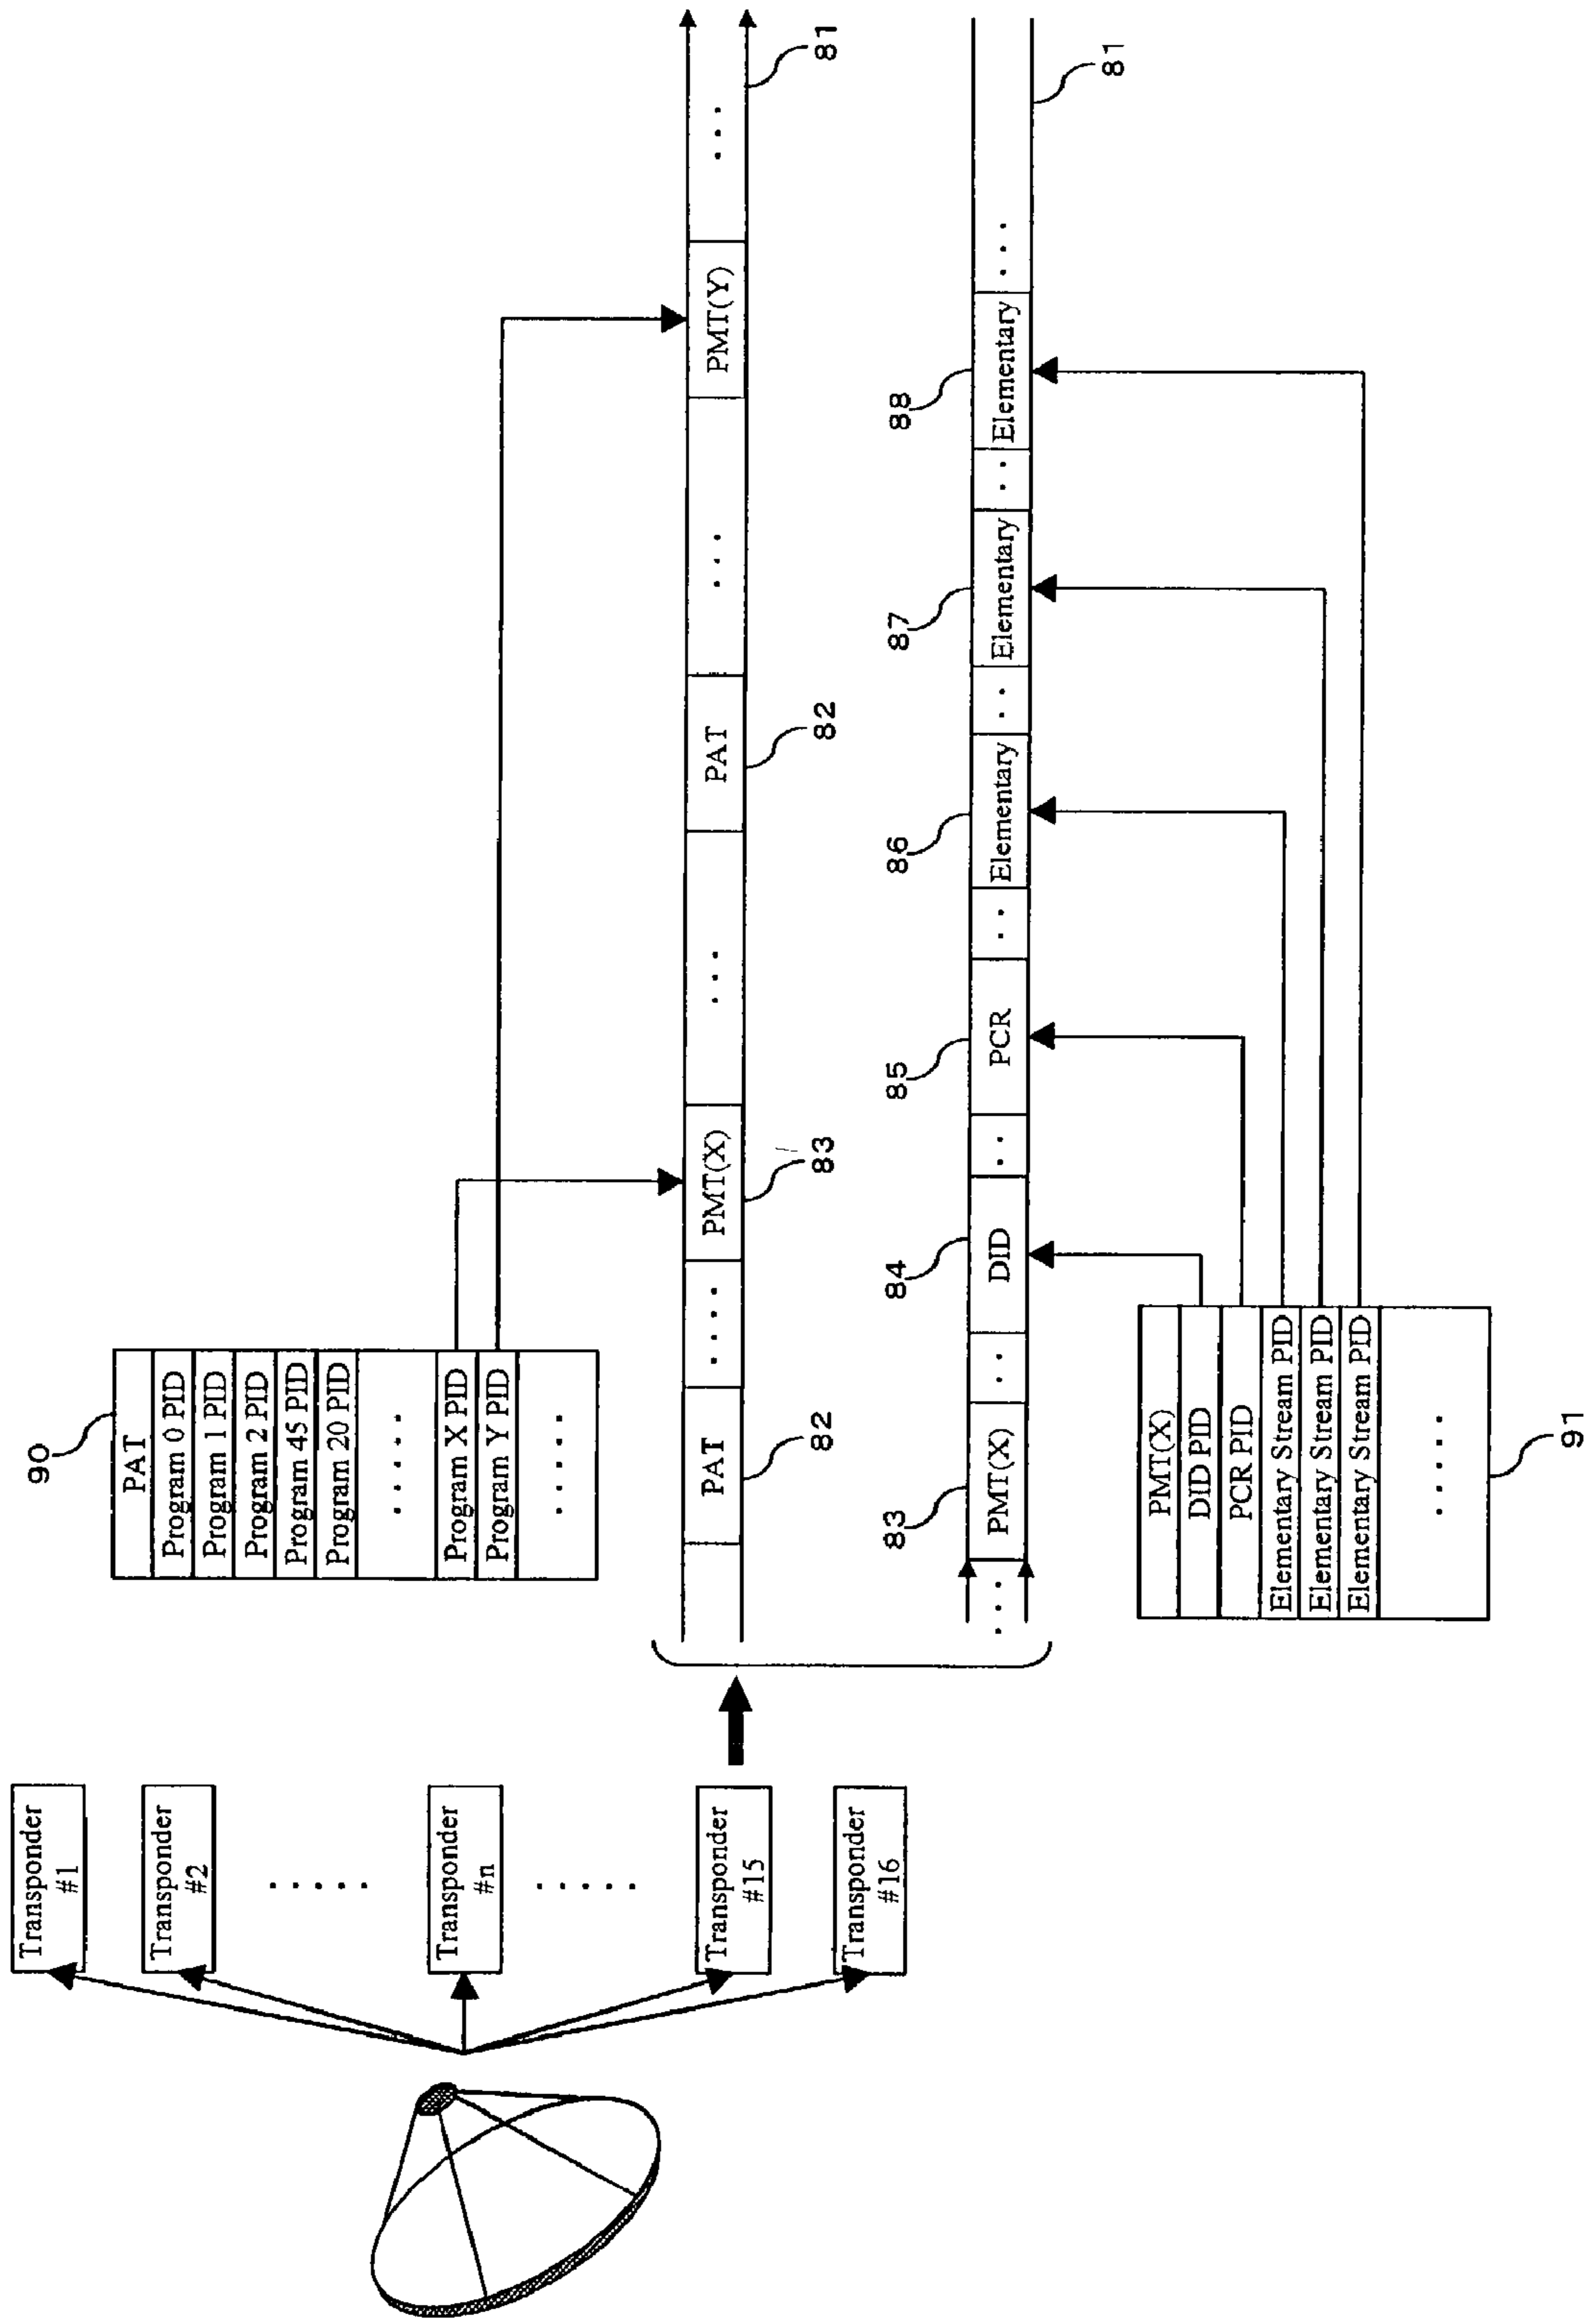 Transponder
#1
Transponder
#2
.....
Transponder
#n
.....
Transponder
#15
Transponder
#16
90
PAT
Program 0 PID
Program 1 PID
Program 2 PID
Program 45 PID
Program 20 PID
.....
Program X PID
Program Y PID
.....
PAT
....
PMT(X)
...
PAT
...
PMT(Y)
...
82
83
82
81
83
84
85
86
87
88
...
PMT(X)
..
DID
..
PCR
..
Elementary
..
Elementary
..
Elementary
...
81
PMT(X)
DID PID
PCR PID
Elementary Stream PID
Elementary Stream PID
Elementary Stream PID
.....
91